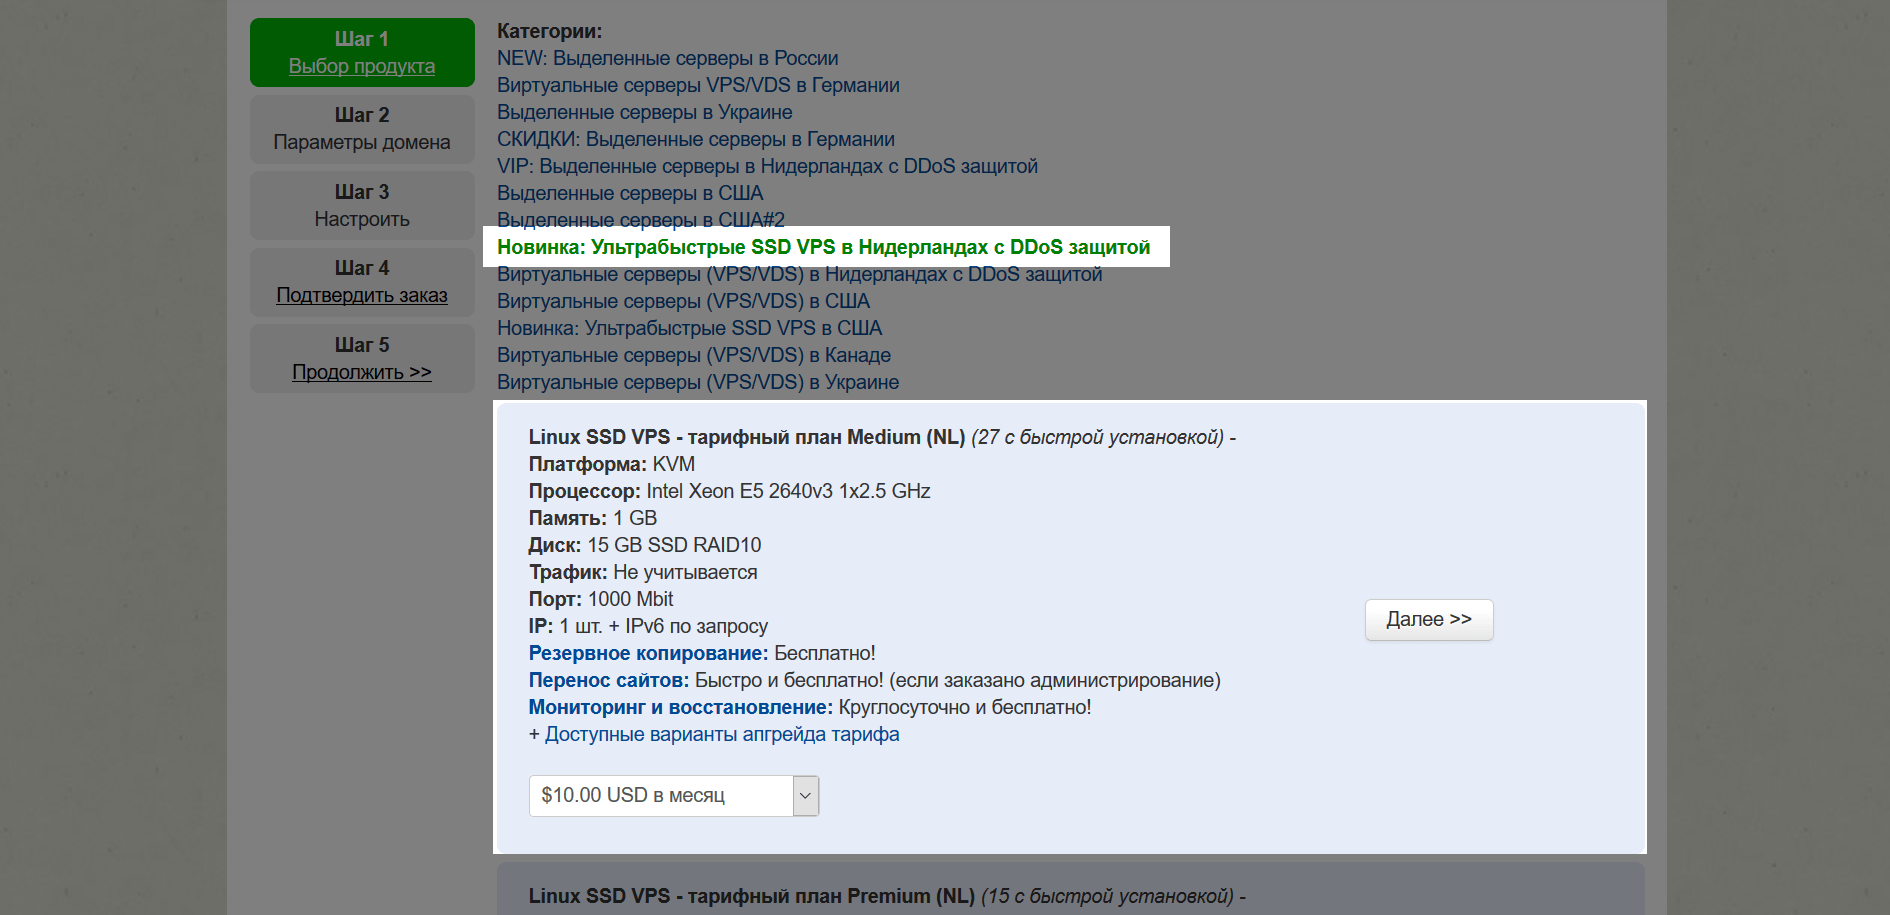 Шаг 1
Выбор продукта
Шаг 2
Параметры домена
Шаг 3
Настроить
Шаг 4
Подтвердить заказ
Шаг 5
Продолжить >>
Категории:
NEW: Выделенные серверы в России
Виртуальные серверы VPS/VDS в Германии
Выделенные серверы в Украине
СКИДКИ: Выделенные серверы в Германии
VIP: Выделенные серверы в Нидерландах с DDoS защитой
Выделенные серверы в США
Выделенные серверы в США#2
Новинка: Ультрабыстрые SSD VPS в Нидерландах с DDoS защитой
Виртуальные серверы (VPS/VDS) в Нидерландах с DDoS защитой
Виртуальные серверы (VPS/VDS) в США
Новинка: Ультрабыстрые SSD VPS в США
Виртуальные серверы (VPS/VDS) в Канаде
Виртуальные серверы (VPS/VDS) в Украине
Linux SSD VPS - тарифный план Medium (NL) (27 с быстрой установкой) -
Платформа: KVM
Процессор: Intel Xeon E5 2640v3 1x2.5 GHz
Память: 1 GB
Диск: 15 GB SSD RAID10
Трафик: Не учитывается
Порт: 1000 Mbit
IP: 1 шт. + IPv6 по запросу
Резервное копирование: Бесплатно!
Перенос сайтов: Быстро и бесплатно! (если заказано администрирование)
Мониторинг и восстановление: Круглосуточно и бесплатно!
+ Доступные варианты апгрейда тарифа
$10.00 USD в месяц
Далее >>
Linux SSD VPS - тарифный план Premium (NL) (15 с быстрой установкой) -